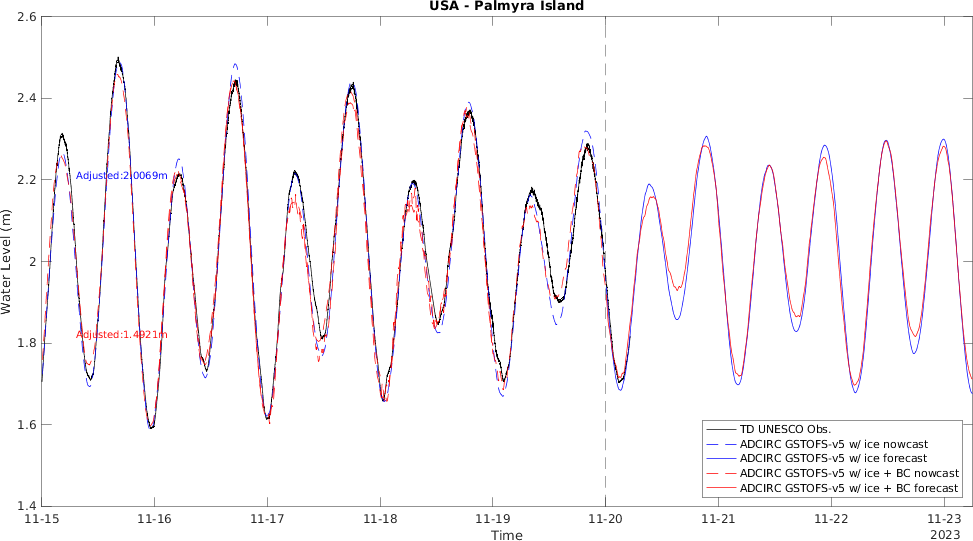 USA - Palmyra Island
2.6
2.4
2.2
2
1.8
1.6
1.4
Water Level (m)
Adjusted:2.0069m
Adjusted:1.4921m
TD UNESCO Obs.
ADCIRC GSTOFS-v5 w/ ice nowcast
ADCIRC GSTOFS-v5 w/ ice forecast
ADCIRC GSTOFS-v5 w/ ice + BC nowcast
ADCIRC GSTOFS-v5 w/ ice + BC forecast
11-15 11-16 11-17 11-18 11-19 11-20 11-21 11-22 11-23
Time 2023